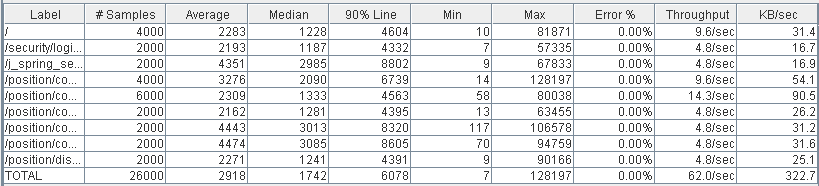 Label # Samples Average Median 90% Line Min Max Error % Throughput KB/sec
/ 4000 2283 1228 4604 10 81871 0.00% 9.6/sec 31.4
/security/logi... 2000 2193 1187 4332 7 57335 0.00% 4.8/sec 16.7
/j_spring_se... 2000 4351 2985 8802 9 67833 0.00% 4.8/sec 16.9
/position/co... 4000 3276 2090 6739 14 128197 0.00% 9.6/sec 54.1
/position/co... 6000 2309 1333 4563 58 80038 0.00% 14.3/sec 90.5
/position/co... 2000 2162 1281 4395 13 63455 0.00% 4.8/sec 26.2
/position/co... 2000 4443 3013 8320 117 106578 0.00% 4.8/sec 31.2
/position/co... 2000 4474 3085 8605 70 94759 0.00% 4.8/sec 31.6
/position/dis... 2000 2271 1241 4391 9 90166 0.00% 4.8/sec 25.1
TOTAL 26000 2918 1742 6078 7 128197 0.00% 62.0/sec 322.7